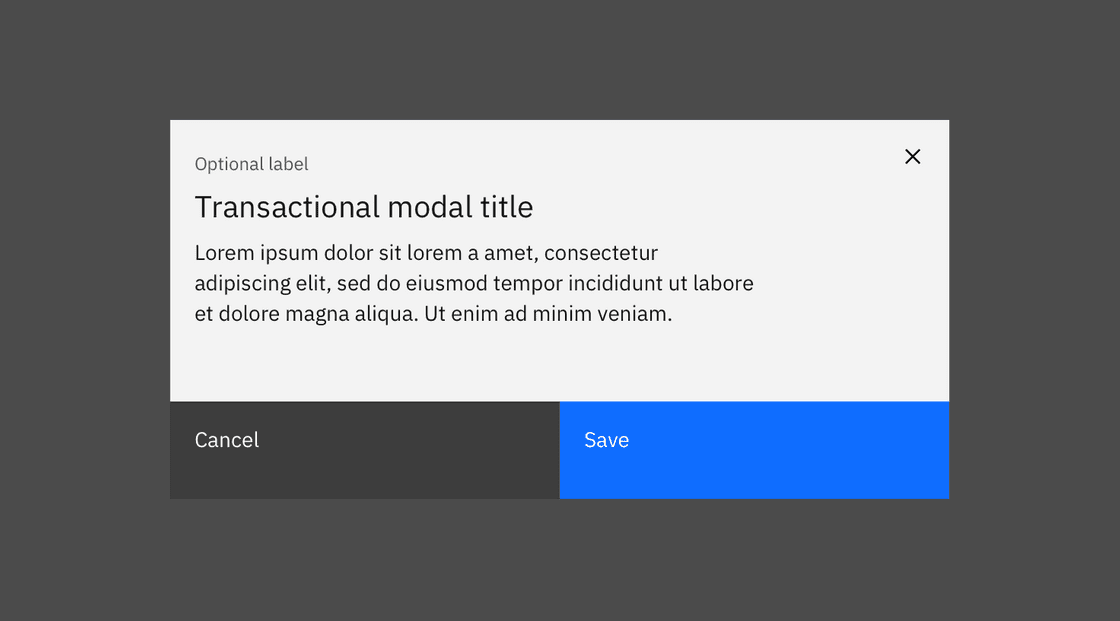 Optional label
Transactional modal title
Lorem ipsum dolor sit lorem a amet, consectetur
adipiscing elit, sed do eiusmod tempor incididunt ut labore
et dolore magna aliqua. Ut enim ad minim veniam.
Cancel
Save